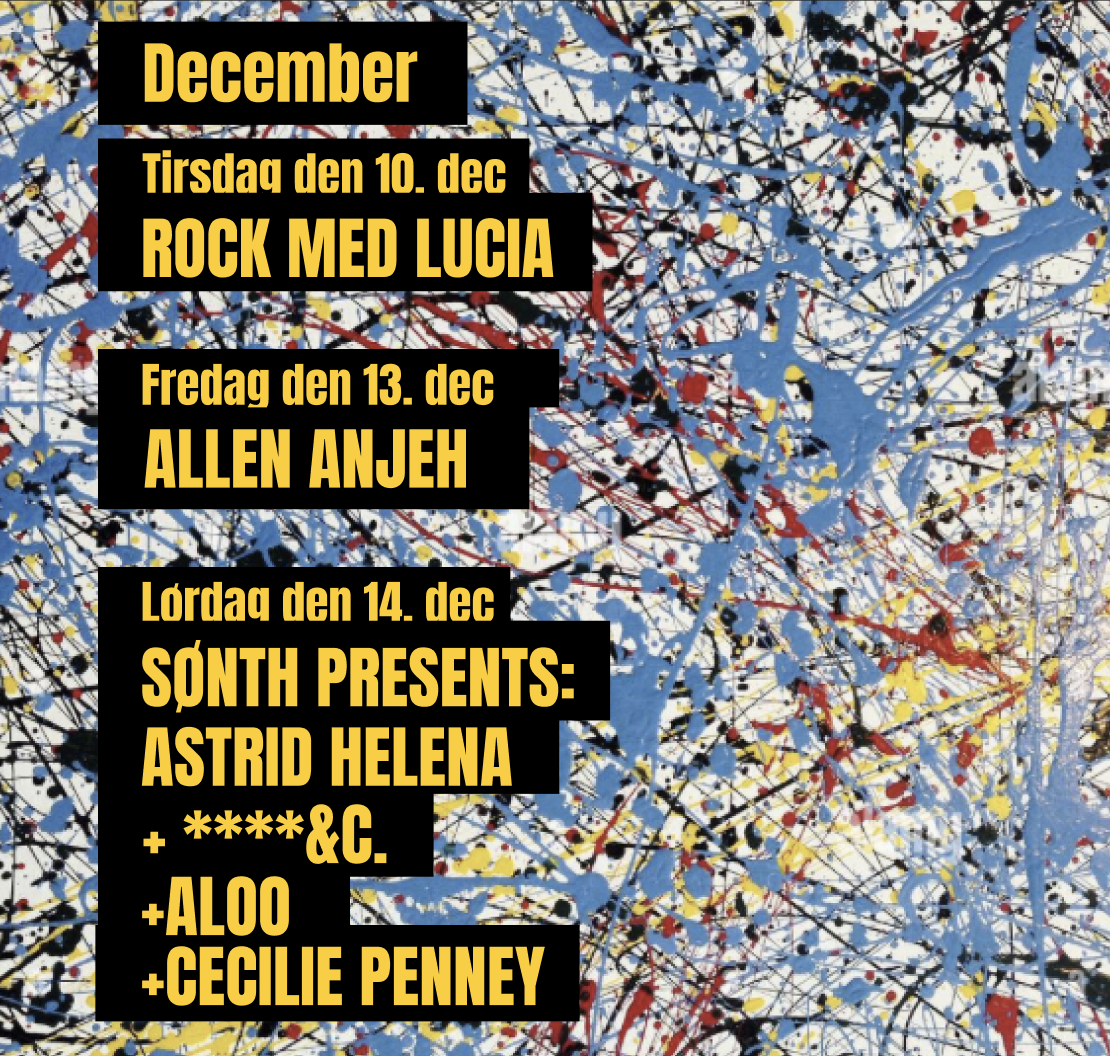 December
Tirsdag den 10. dec
ROCK MED LUCIA
Fredag den 13. dec
ALLEN ANJEH
Lørdag den 14. dec
SØNTH PRESENTS:
ASTRID HELENA
+ ****&C.
+ALOO
+CECILIE PENNEY